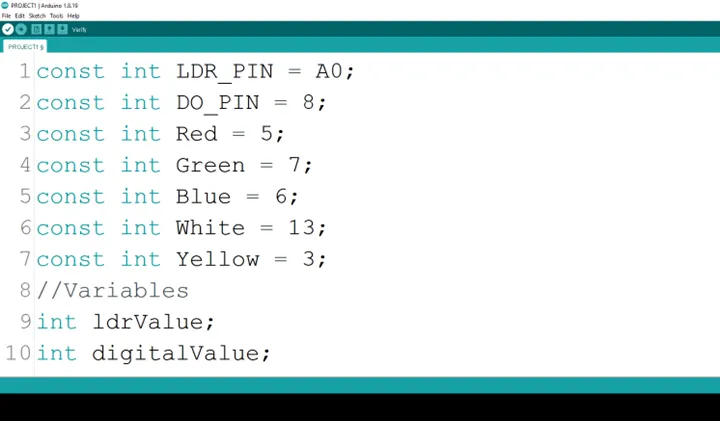 PROJECT1 | Arduino 1.8.19
File Edit Sketch Tools Help
Verify
PROJECT1 §
1 const int LDR_PIN = A0;
2 const int DO_PIN = 8;
3 const int Red = 5;
4 const int Green = 7;
5 const int Blue = 6;
6 const int White = 13;
7 const int Yellow = 3;
8 //Variables
9 int ldrValue;
10 int digitalValue;